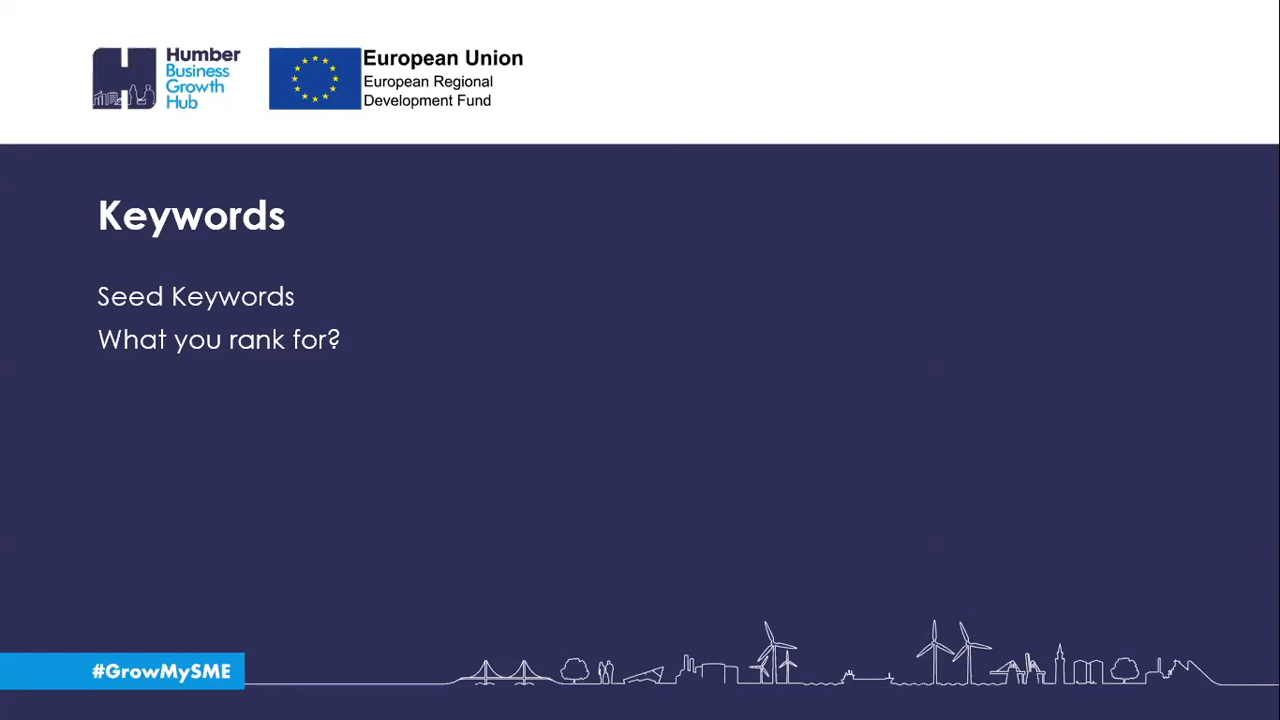 Humber
Business
Growth
Hub
European Union
European Regional
Development Fund
Keywords
Seed Keywords
What you rank for?
#GrowMySME